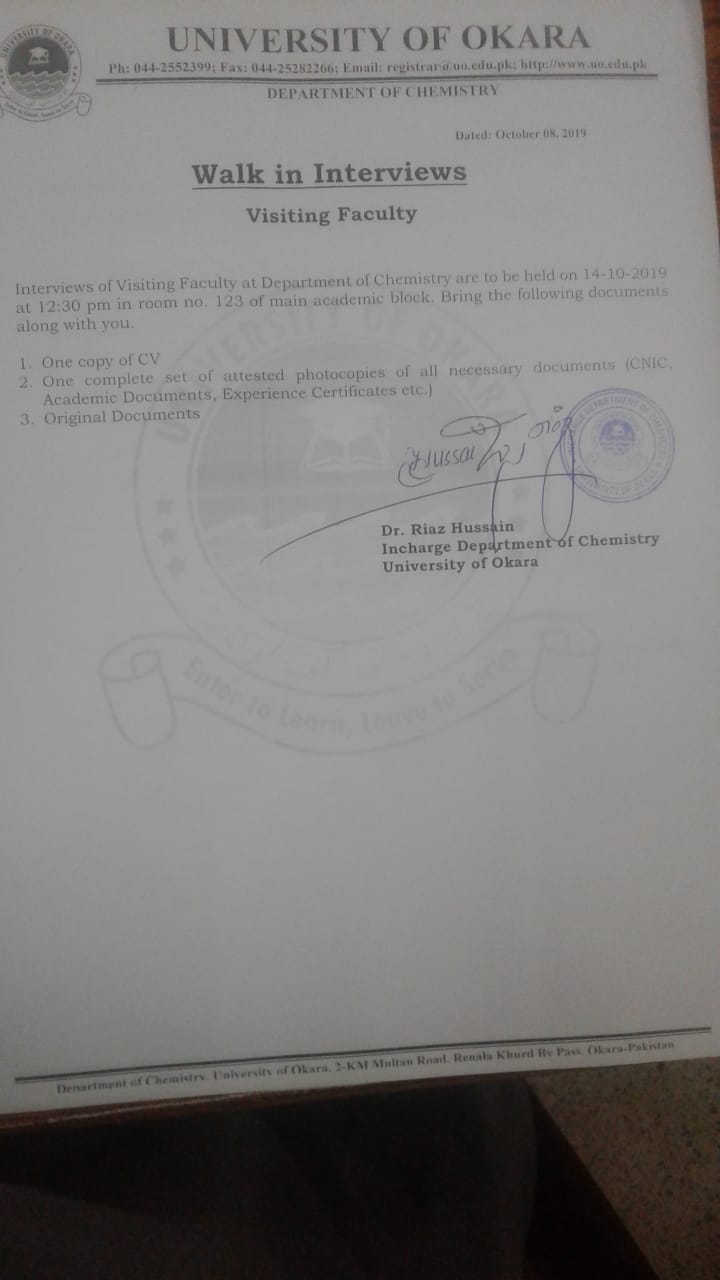 UNIVERSITY OF OKARA
Ph: 044-2552399; Fax: 044-25282266; Email: registrar@uo.edu.pk; http://www.uo.edu.pk
DEPARTMENT OF CHEMISTRY
Dated: October 08, 2019
Walk in Interviews
Visiting Faculty
Interviews of Visiting Faculty at Department of Chemistry are to be held on 14-10-2019
at 12:30 pm in room no. 123 of main academic block. Bring the following documents
along with you.
1. One copy of CV
2. One complete set of attested photocopies of all necessary documents (CNIC,
Academic Documents, Experience Certificates etc.)
3. Original Documents
Dr. Riaz Hussain
Incharge Department of Chemistry
University of Okara
UNIVERSITY OF OKARA
Enter to Learn, Leave to Serve
Department of Chemistry, University of Okara, 2-KM Multan Road, Renala Khurd By Pass, Okara-Pakistan